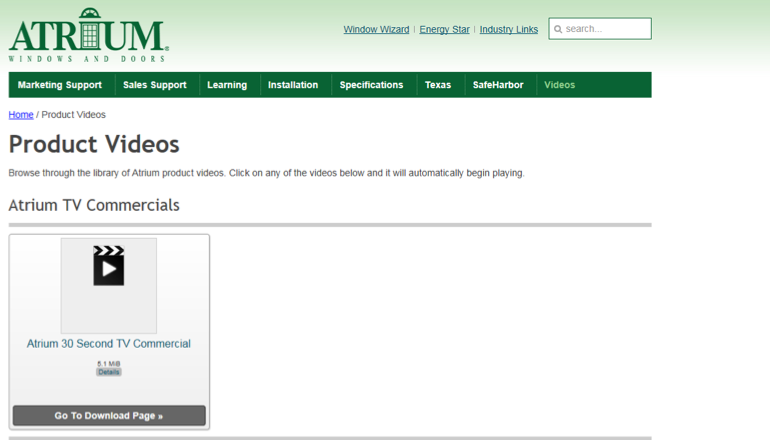 ATRIUM®
WINDOWS AND DOORS
Window Wizard | Energy Star | Industry Links
search...
Marketing Support Sales Support Learning Installation Specifications Texas SafeHarbor Videos
Home / Product Videos
Product Videos
Browse through the library of Atrium product videos. Click on any of the videos below and it will automatically begin playing.
Atrium TV Commercials
Atrium 30 Second TV Commercial
5.1 MiB
Details
Go To Download Page »